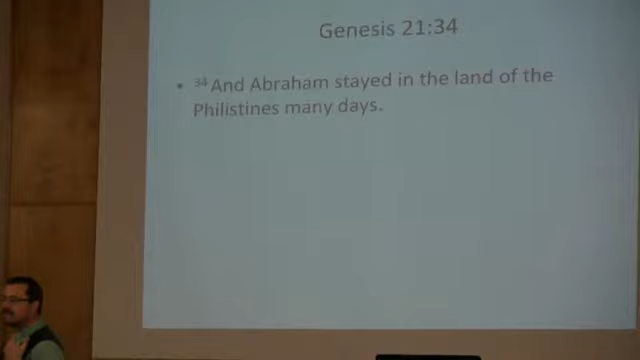 Genesis 21:34
• 34 And Abraham stayed in the land of the
Philistines many days.